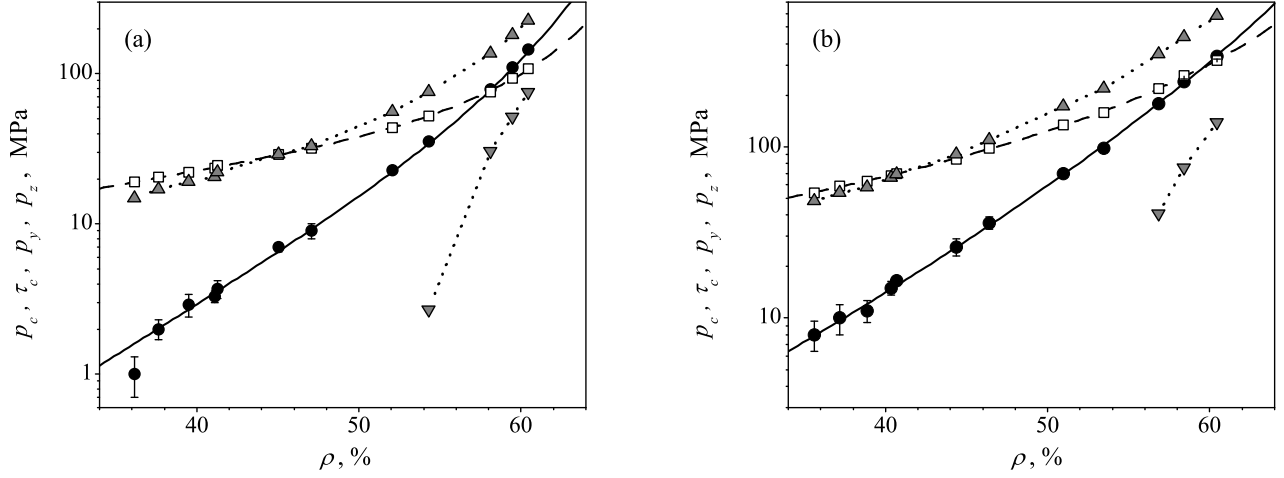 (a)
100
10
1
40
50
60
p_c , τ_c , p_y , p_z , MPa
ρ , %
(b)
100
10
40
50
60
p_c , τ_c , p_y , p_z , MPa
ρ , %